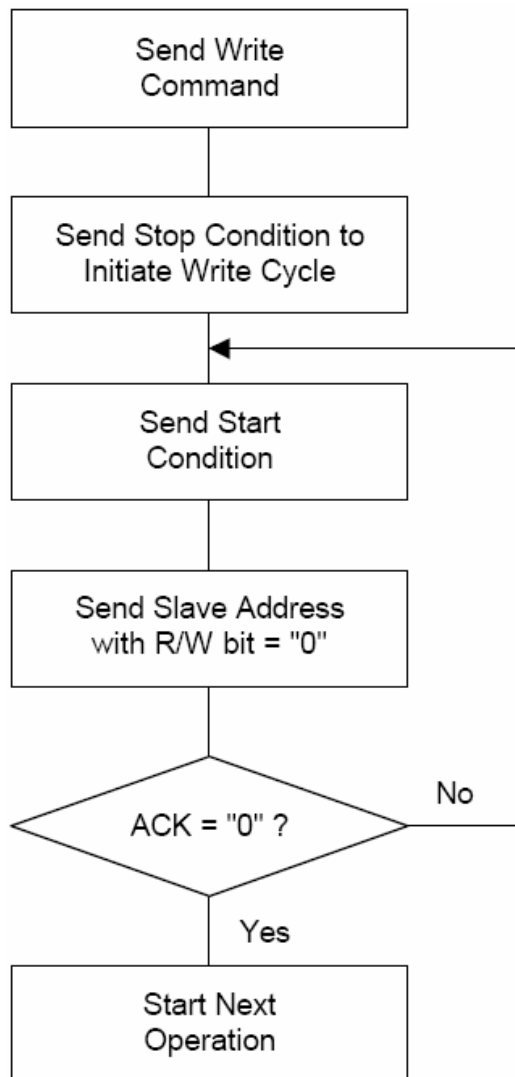 Send Write
Command
Send Stop Condition to
Initiate Write Cycle
Send Start
Condition
Send Slave Address
with R/W bit = "0"
ACK = "0" ?
No
Yes
Start Next
Operation